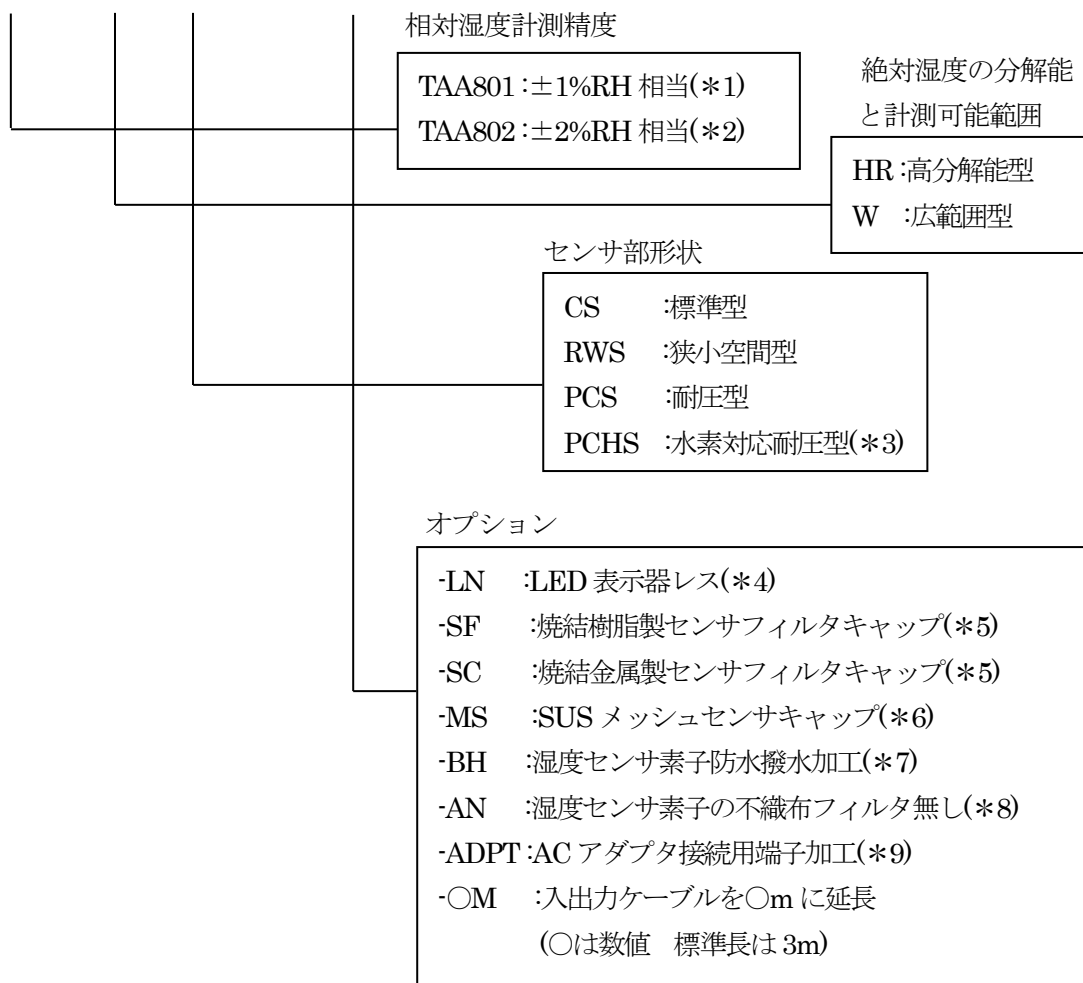 相対湿度計測精度
TAA801:±1%RH 相当(＊1)
TAA802:±2%RH 相当(＊2)
絶対湿度の分解能
と計測可能範囲
HR:高分解能型
W :広範囲型
センサ部形状
CS :標準型
RWS :狭小空間型
PCS :耐圧型
PCHS :水素対応耐圧型(＊3)
オプション
-LN :LED 表示器レス(＊4)
-SF :焼結樹脂製センサフィルタキャップ(＊5)
-SC :焼結金属製センサフィルタキャップ(＊5)
-MS :SUS メッシュセンサキャップ(＊6)
-BH :湿度センサ素子防水撥水加工(＊7)
-AN :湿度センサ素子の不織布フィルタ無し(＊8)
-ADPT:AC アダプタ接続用端子加工(＊9)
-○M :入出力ケーブルを○m に延長
(○は数値　標準長は 3m)